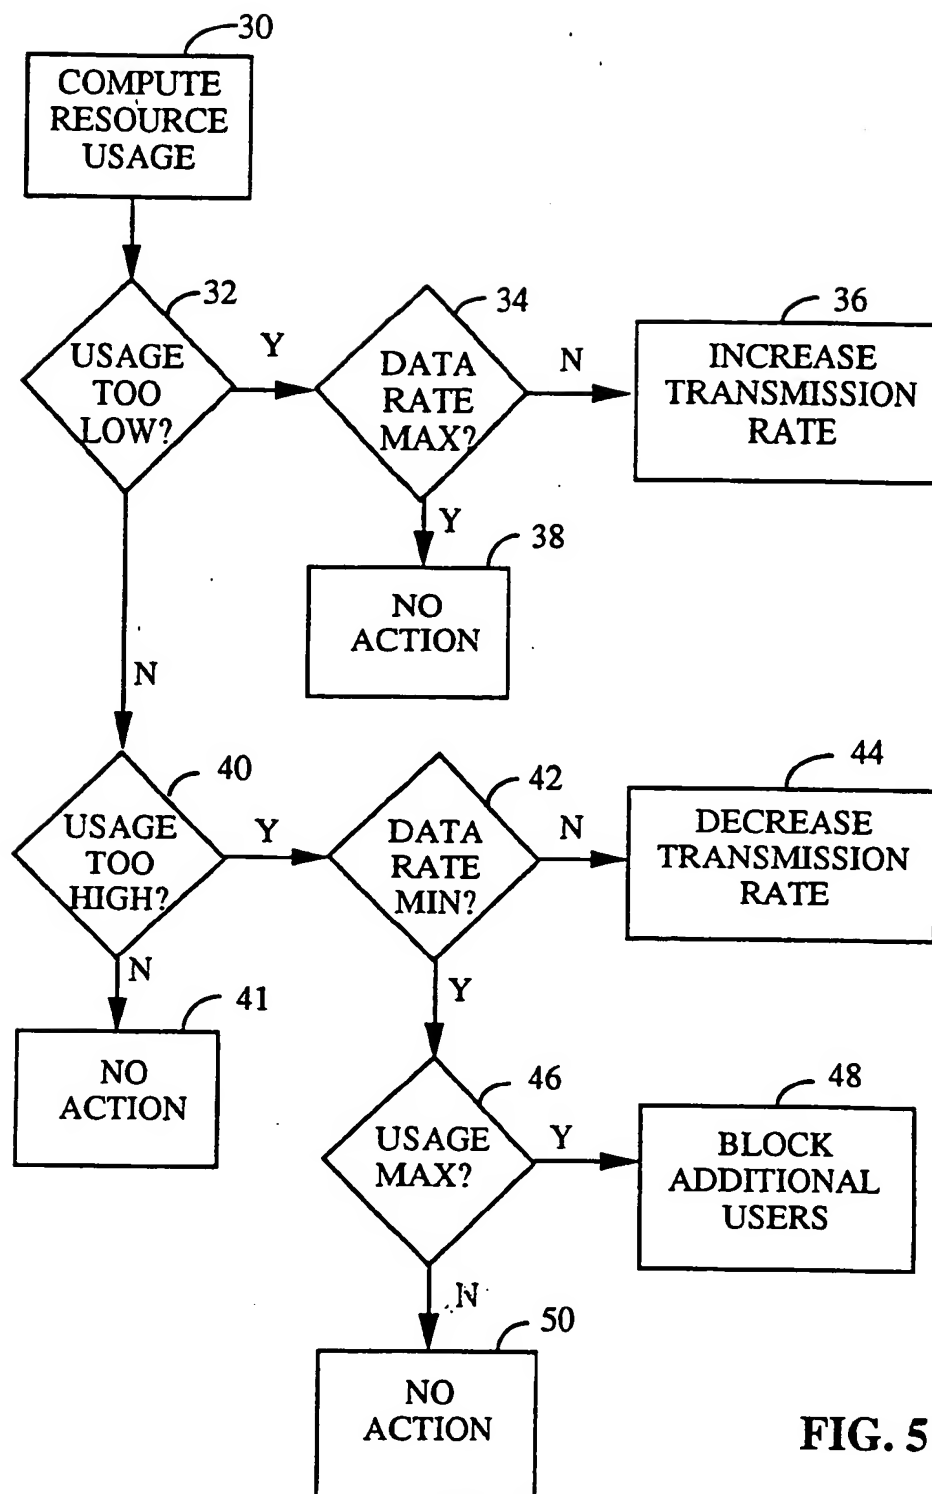 30
COMPUTE
RESOURCE
USAGE
32
USAGE
TOO
LOW?
Y
34
DATA
RATE
MAX?
N
36
INCREASE
TRANSMISSION
RATE
Y
38
NO
ACTION
N
40
USAGE
TOO
HIGH?
Y
42
DATA
RATE
MIN?
N
44
DECREASE
TRANSMISSION
RATE
N
41
NO
ACTION
Y
46
USAGE
MAX?
Y
48
BLOCK
ADDITIONAL
USERS
N
50
NO
ACTION
FIG. 5